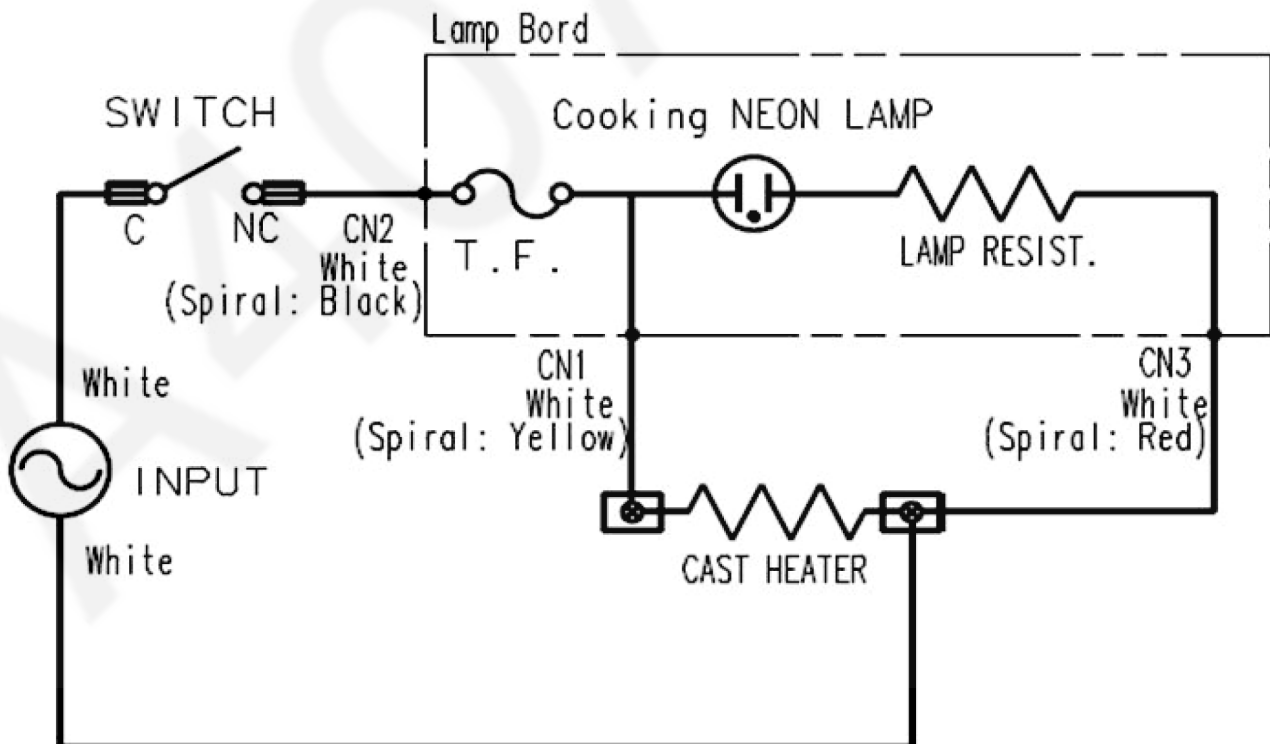 Lamp Bord
SWITCH
Cooking NEON LAMP
C
NC
CN2
White
(Spiral: Black)
T.F.
LAMP RESIST.
White
CN1
White
(Spiral: Yellow)
CN3
White
(Spiral: Red)
INPUT
White
CAST HEATER